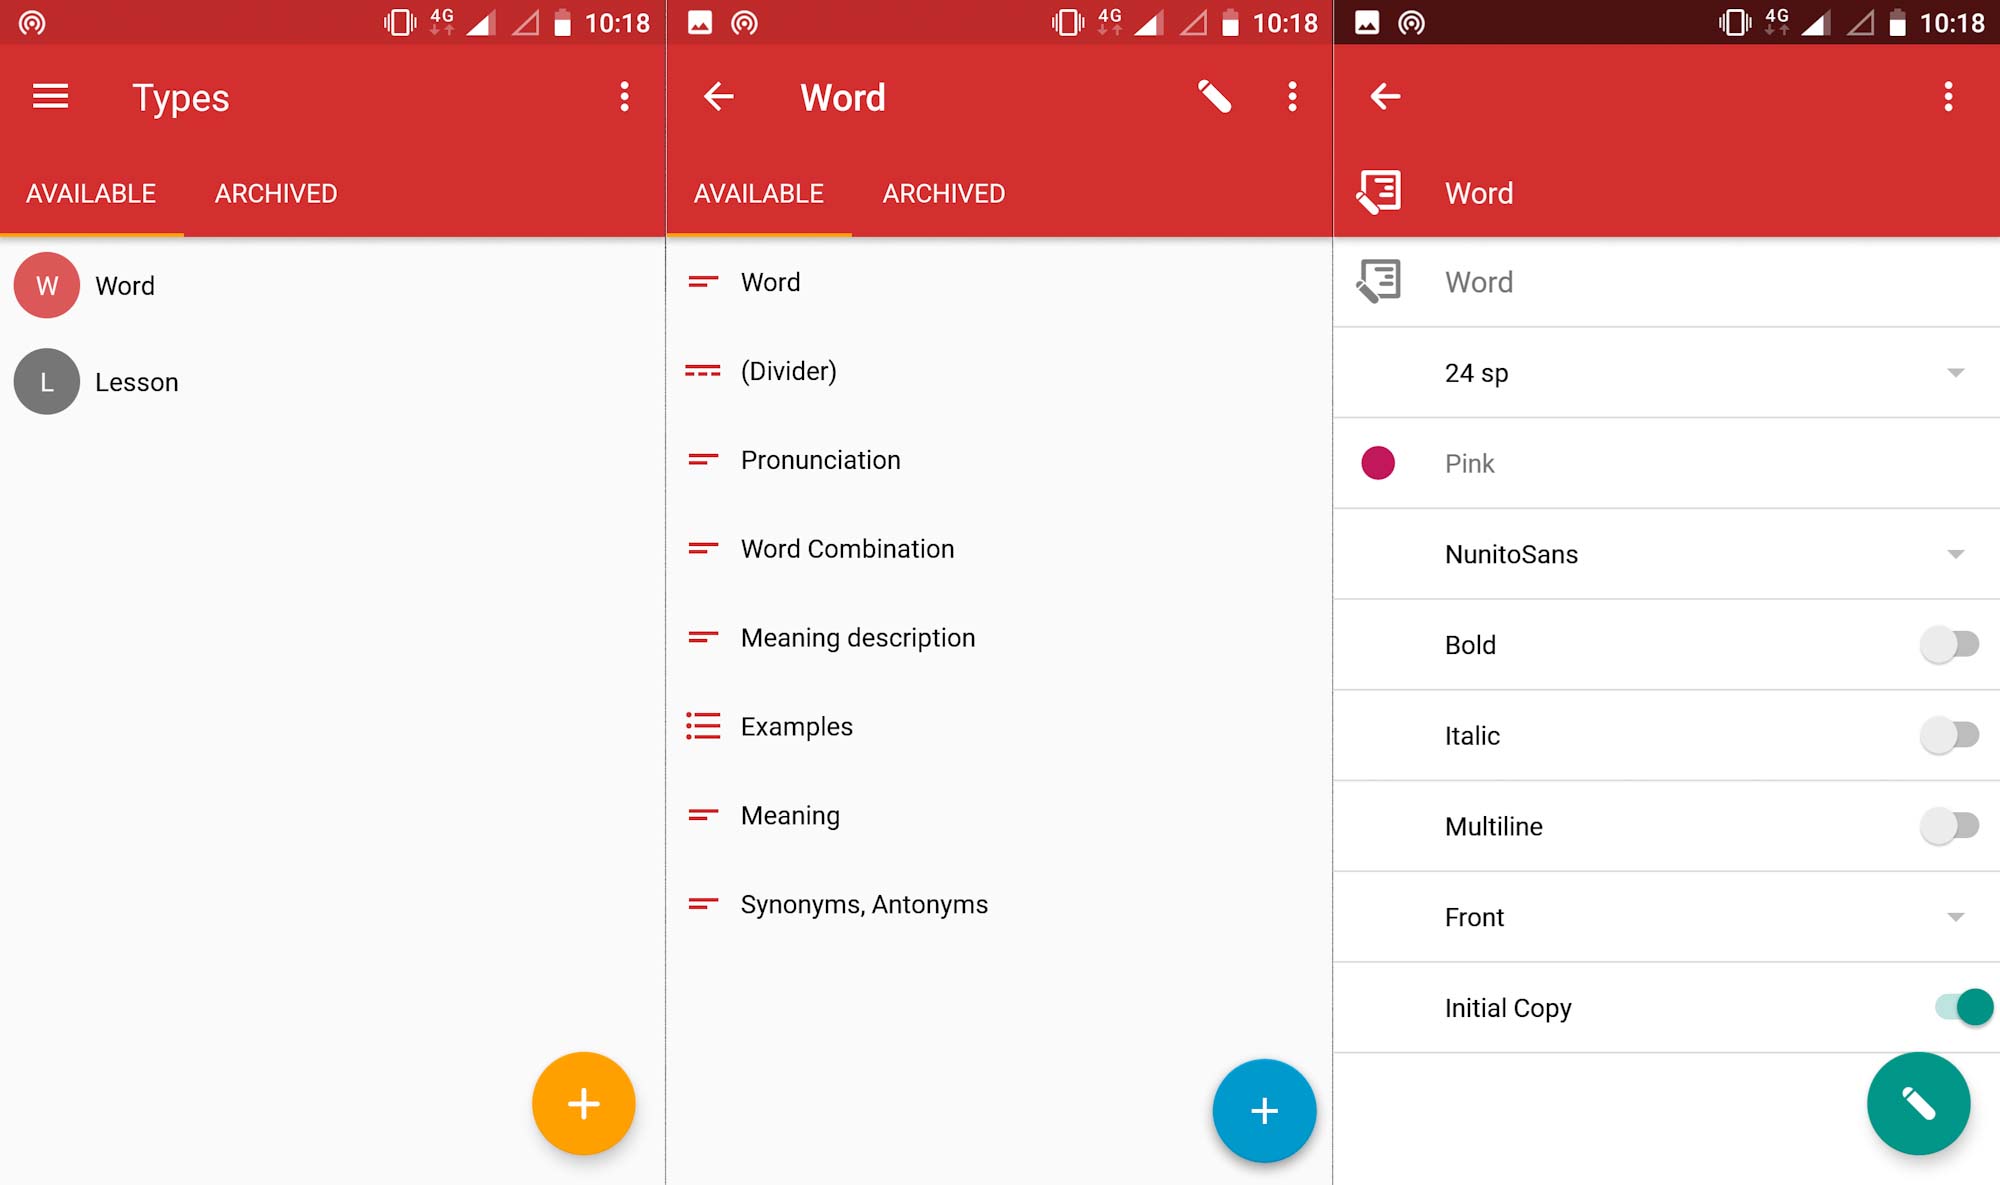 4G 10:18
Types
AVAILABLE ARCHIVED
W Word
L Lesson
4G 10:18
Word
AVAILABLE ARCHIVED
Word
(Divider)
Pronunciation
Word Combination
Meaning description
Examples
Meaning
Synonyms, Antonyms
4G 10:18
Word
Word
24 sp
Pink
NunitoSans
Bold
Italic
Multiline
Front
Initial Copy